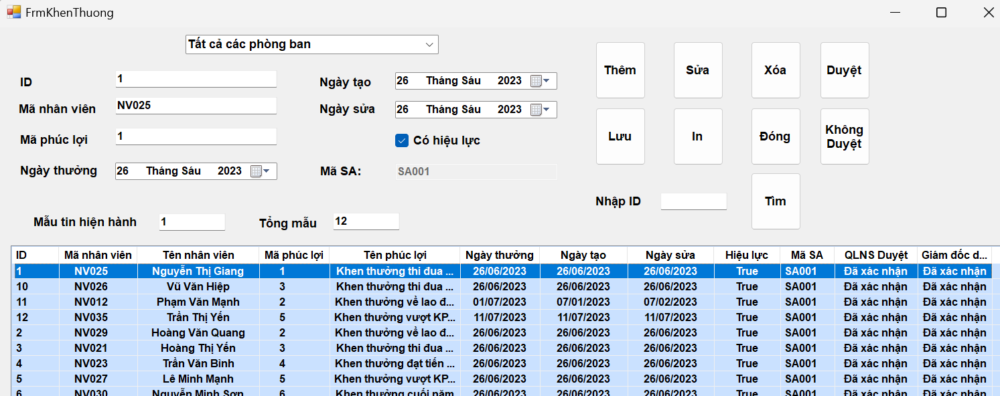 FrmKhenThuong
Tất cả các phòng ban
ID 1 Ngày tạo 26 Tháng Sáu 2023 Thêm Sửa Xóa Duyệt
Mã nhân viên NV025 Ngày sửa 26 Tháng Sáu 2023
Mã phúc lợi 1 Có hiệu lực Lưu In Đóng Không Duyệt
Ngày thưởng 26 Tháng Sáu 2023 Mã SA: SA001
Nhập ID Tìm
Mẫu tin hiện hành 1 Tổng mẫu 12
ID Mã nhân viên Tên nhân viên Mã phúc lợi Tên phúc lợi Ngày thưởng Ngày tạo Ngày sửa Hiệu lực Mã SA QLNS Duyệt Giám đốc d...
1 NV025 Nguyễn Thị Giang 1 Khen thưởng thi đua ... 26/06/2023 26/06/2023 26/06/2023 True SA001 Đã xác nhận Đã xác nhận
10 NV026 Vũ Văn Hiệp 3 Khen thưởng thi đua ... 26/06/2023 26/06/2023 26/06/2023 True SA001 Đã xác nhận Đã xác nhận
11 NV012 Phạm Văn Mạnh 2 Khen thưởng về lao đ... 01/07/2023 07/01/2023 07/02/2023 True SA001 Đã xác nhận Đã xác nhận
12 NV035 Trần Thị Yến 5 Khen thưởng vượt KP... 11/07/2023 11/07/2023 11/07/2023 True SA001 Đã xác nhận Đã xác nhận
2 NV029 Hoàng Văn Quang 2 Khen thưởng về lao đ... 26/06/2023 26/06/2023 26/06/2023 True SA001 Đã xác nhận Đã xác nhận
3 NV021 Hoàng Thị Yến 3 Khen thưởng thi đua ... 26/06/2023 26/06/2023 26/06/2023 True SA001 Đã xác nhận Đã xác nhận
4 NV023 Trần Văn Bình 4 Khen thưởng đạt tiến ... 26/06/2023 26/06/2023 26/06/2023 True SA001 Đã xác nhận Đã xác nhận
5 NV027 Lê Minh Mạnh 5 Khen thưởng vượt KP... 26/06/2023 26/06/2023 26/06/2023 True SA001 Đã xác nhận Đã xác nhận
6 NV030 Nguyễn Minh Sơn 6 Khen thưởng cuối năm 26/06/2023 26/06/2023 26/06/2023 True SA001 Đã xác nhận Đã xác nhận